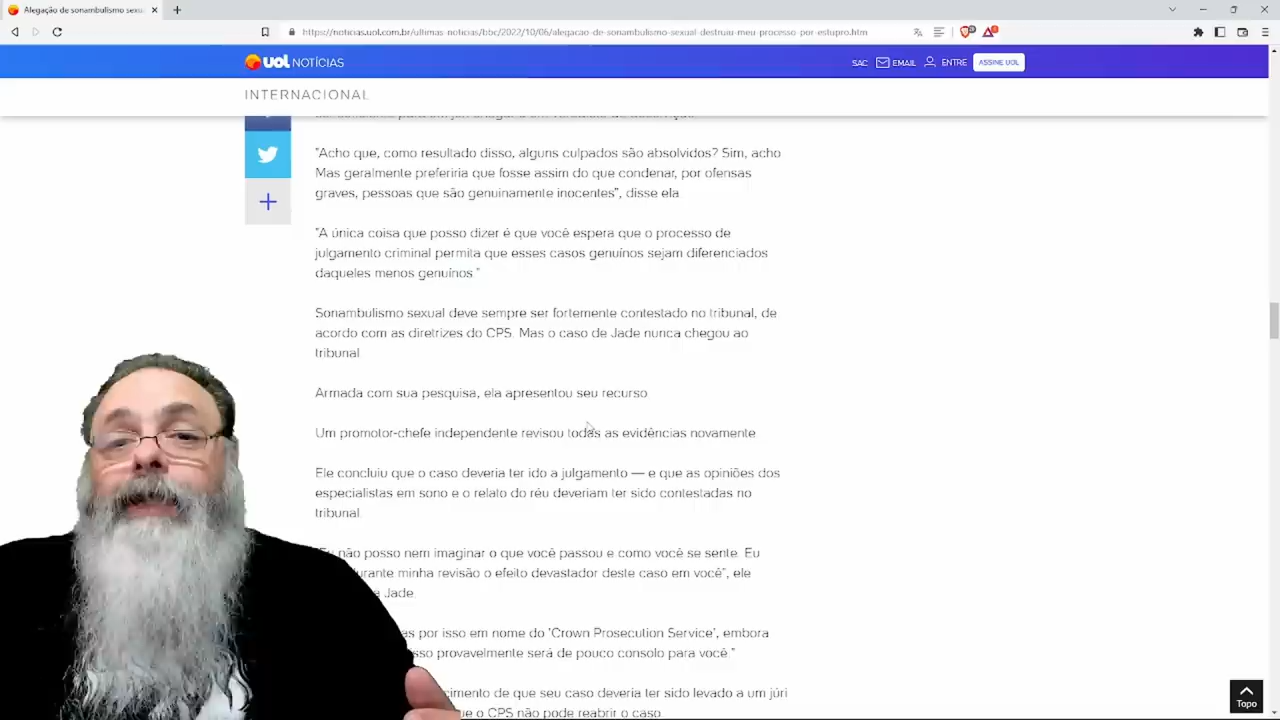 Alegação de sonambulismo sexu
https://noticias.uol.com.br/ultimas-noticias/bbc/2022/10/06/alegacao-de-sonambulismo-sexual-destruiu-meu-processo-por-estupro.htm
UOL NOTÍCIAS
SAC EMAIL ENTRE ASSINE UOL
INTERNACIONAL
"Acho que, como resultado disso, alguns culpados são absolvidos? Sim, acho
Mas geralmente preferiria que fosse assim do que condenar, por ofensas
graves, pessoas que são genuinamente inocentes", disse ela
"A única coisa que posso dizer é que você espera que o processo de
julgamento criminal permita que esses casos genuínos sejam diferenciados
daqueles menos genuínos."
Sonambulismo sexual deve sempre ser fortemente contestado no tribunal, de
acordo com as diretrizes do CPS. Mas o caso de Jade nunca chegou ao
tribunal.
Armada com sua pesquisa, ela apresentou seu recurso
Um promotor-chefe independente revisou todas as evidências novamente
Ele concluiu que o caso deveria ter ido a julgamento — e que as opiniões dos
especialistas em sono e o relato do réu deveriam ter sido contestadas no
tribunal.
"Eu não posso nem imaginar o que você passou e como você se sente. Eu
durante minha revisão o efeito devastador deste caso em você", ele
a Jade
as por isso em nome do 'Crown Prosecution Service', embora
sso provavelmente será de pouco consolo para você."
cimento de que seu caso deveria ter sido levado a um júri
ue o CPS não pode reabrir o caso
Topo